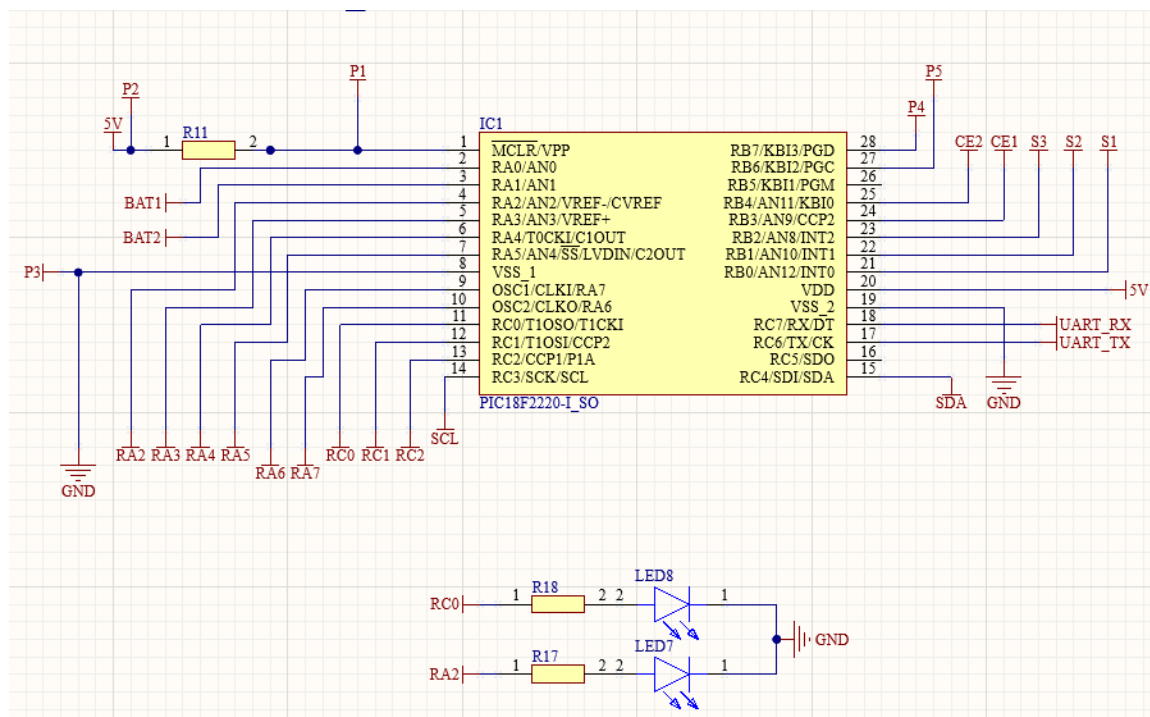 P1
P5
P2
P4
5V
1
R11
2
IC1
CE2
CE1
S3
S2
S1
1
MCLR/VPP
RB7/KBI3/PGD
28
2
RA0/AN0
RB6/KBI2/PGC
27
3
RA1/AN1
RB5/KBI1/PGM
26
BAT1
4
RA2/AN2/VREF-/CVREF
RB4/AN11/KBI0
25
5
RA3/AN3/VREF+
RB3/AN9/CCP2
24
BAT2
6
RA4/T0CKI/C1OUT
RB2/AN8/INT2
23
7
RA5/AN4/SS/LVDIN/C2OUT
RB1/AN10/INT1
22
P3
8
VSS_1
RB0/AN12/INT0
21
9
OSC1/CLKI/RA7
VDD
20
5V
10
OSC2/CLKO/RA6
VSS_2
19
11
RC0/T1OSO/T1CKI
RC7/RX/DT
18
UART_RX
12
RC1/T1OSI/CCP2
RC6/TX/CK
17
UART_TX
13
RC2/CCP1/P1A
RC5/SDO
16
14
RC3/SCK/SCL
RC4/SDI/SDA
15
PIC18F2220-I_SO
SDA
GND
SCL
RA2
RA3
RA4
RA5
RA6
RA7
RC0
RC1
RC2
GND
LED8
RC0
1
R18
2
2
1
GND
LED7
RA2
1
R17
2
2
1